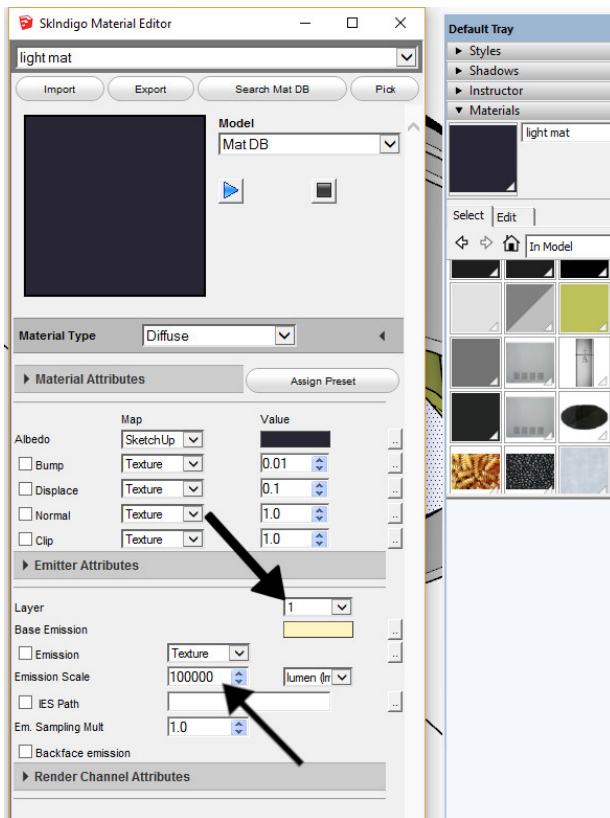 SkIndigo Material Editor
light mat
Import Export Search Mat DB Pick
Model
Mat DB
Material Type Diffuse
Material Attributes Assign Preset
Map Value
Albedo SketchUp ..
Bump Texture 0.01 ..
Displace Texture 0.1 ..
Normal Texture 1.0 ..
Clip Texture 1.0 ..
Emitter Attributes
Layer 1
Base Emission ..
Emission Texture ..
Emission Scale 100000 lumen (lm
IES Path ..
Em. Sampling Mult 1.0
Backface emission
Render Channel Attributes
Default Tray
Styles
Shadows
Instructor
Materials
light mat
Select Edit
In Model